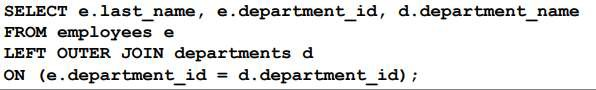 SELECT e.last_name, e.department_id, d.department_name
FROM employees e
LEFT OUTER JOIN departments d
ON (e.department_id = d.department_id);